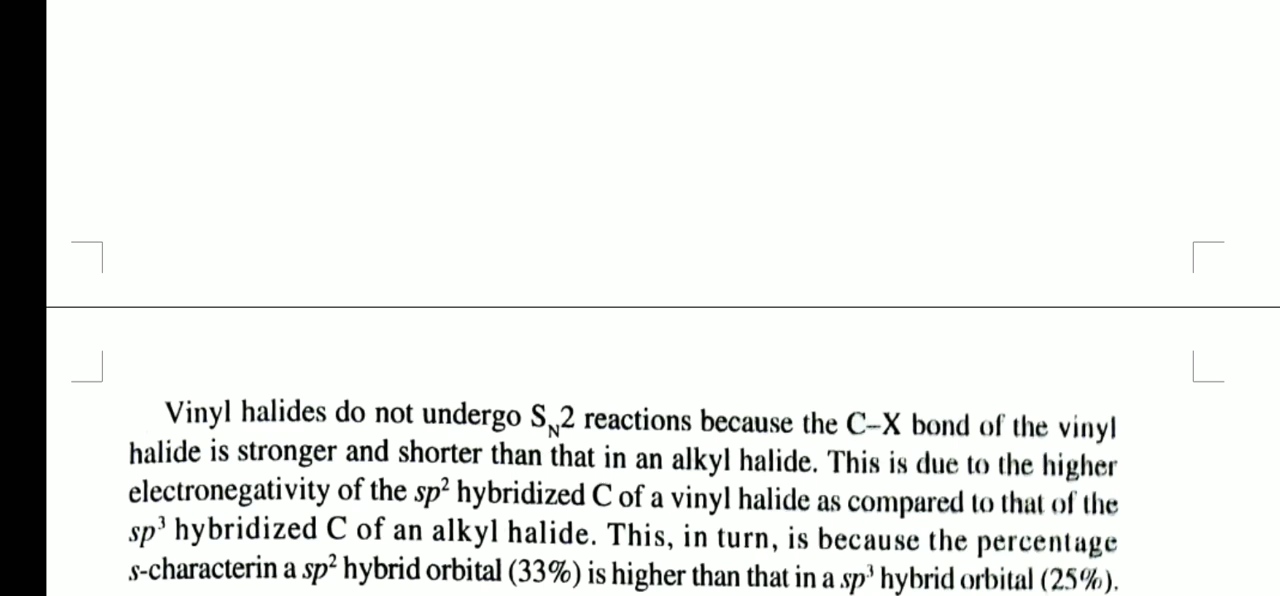 Vinyl halides do not undergo Sₙ2 reactions because the C–X bond of the vinyl
halide is stronger and shorter than that in an alkyl halide. This is due to the higher
electronegativity of the sp² hybridized C of a vinyl halide as compared to that of the
sp³ hybridized C of an alkyl halide. This, in turn, is because the percentage
s-characterin a sp² hybrid orbital (33%) is higher than that in a sp³ hybrid orbital (25%).